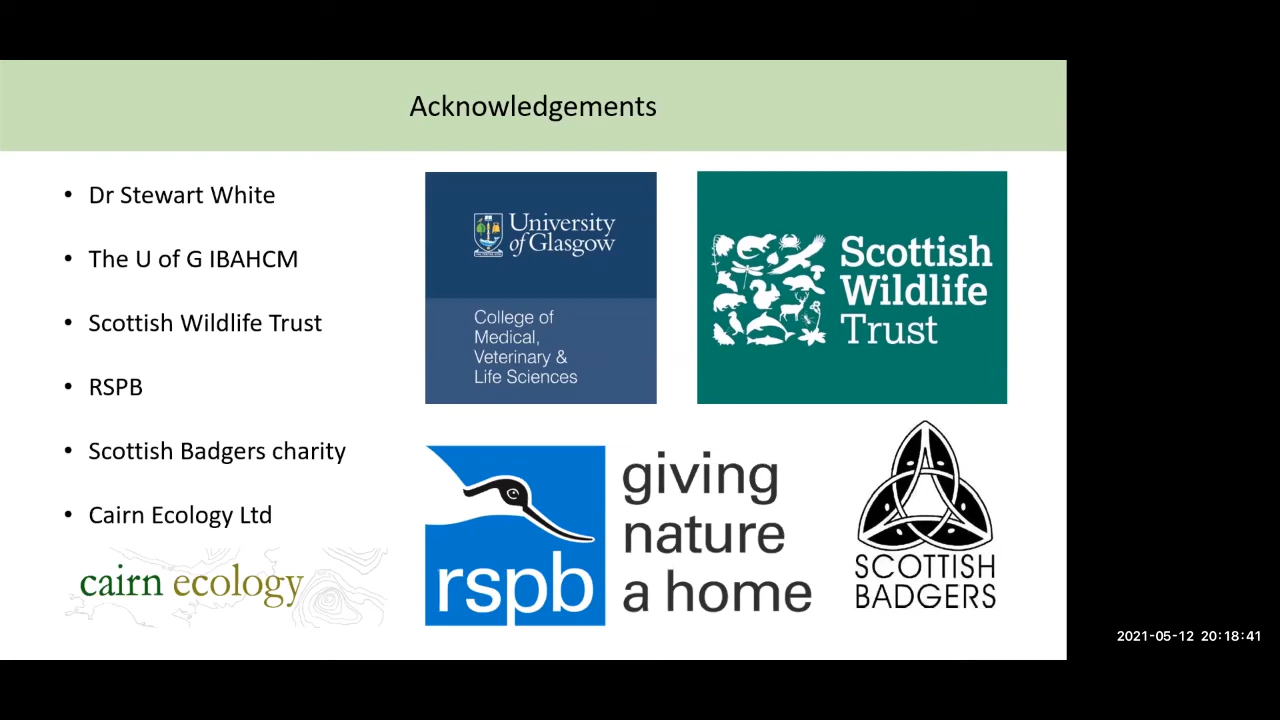 Acknowledgements
• Dr Stewart White
• The U of G IBAHCM
• Scottish Wildlife Trust
• RSPB
• Scottish Badgers charity
• Cairn Ecology Ltd
cairn ecology
University
of Glasgow
College of
Medical,
Veterinary &
Life Sciences
Scottish
Wildlife
Trust
rspb
giving
nature
a home
SCOTTISH
BADGERS
2021-05-12 20:18:41